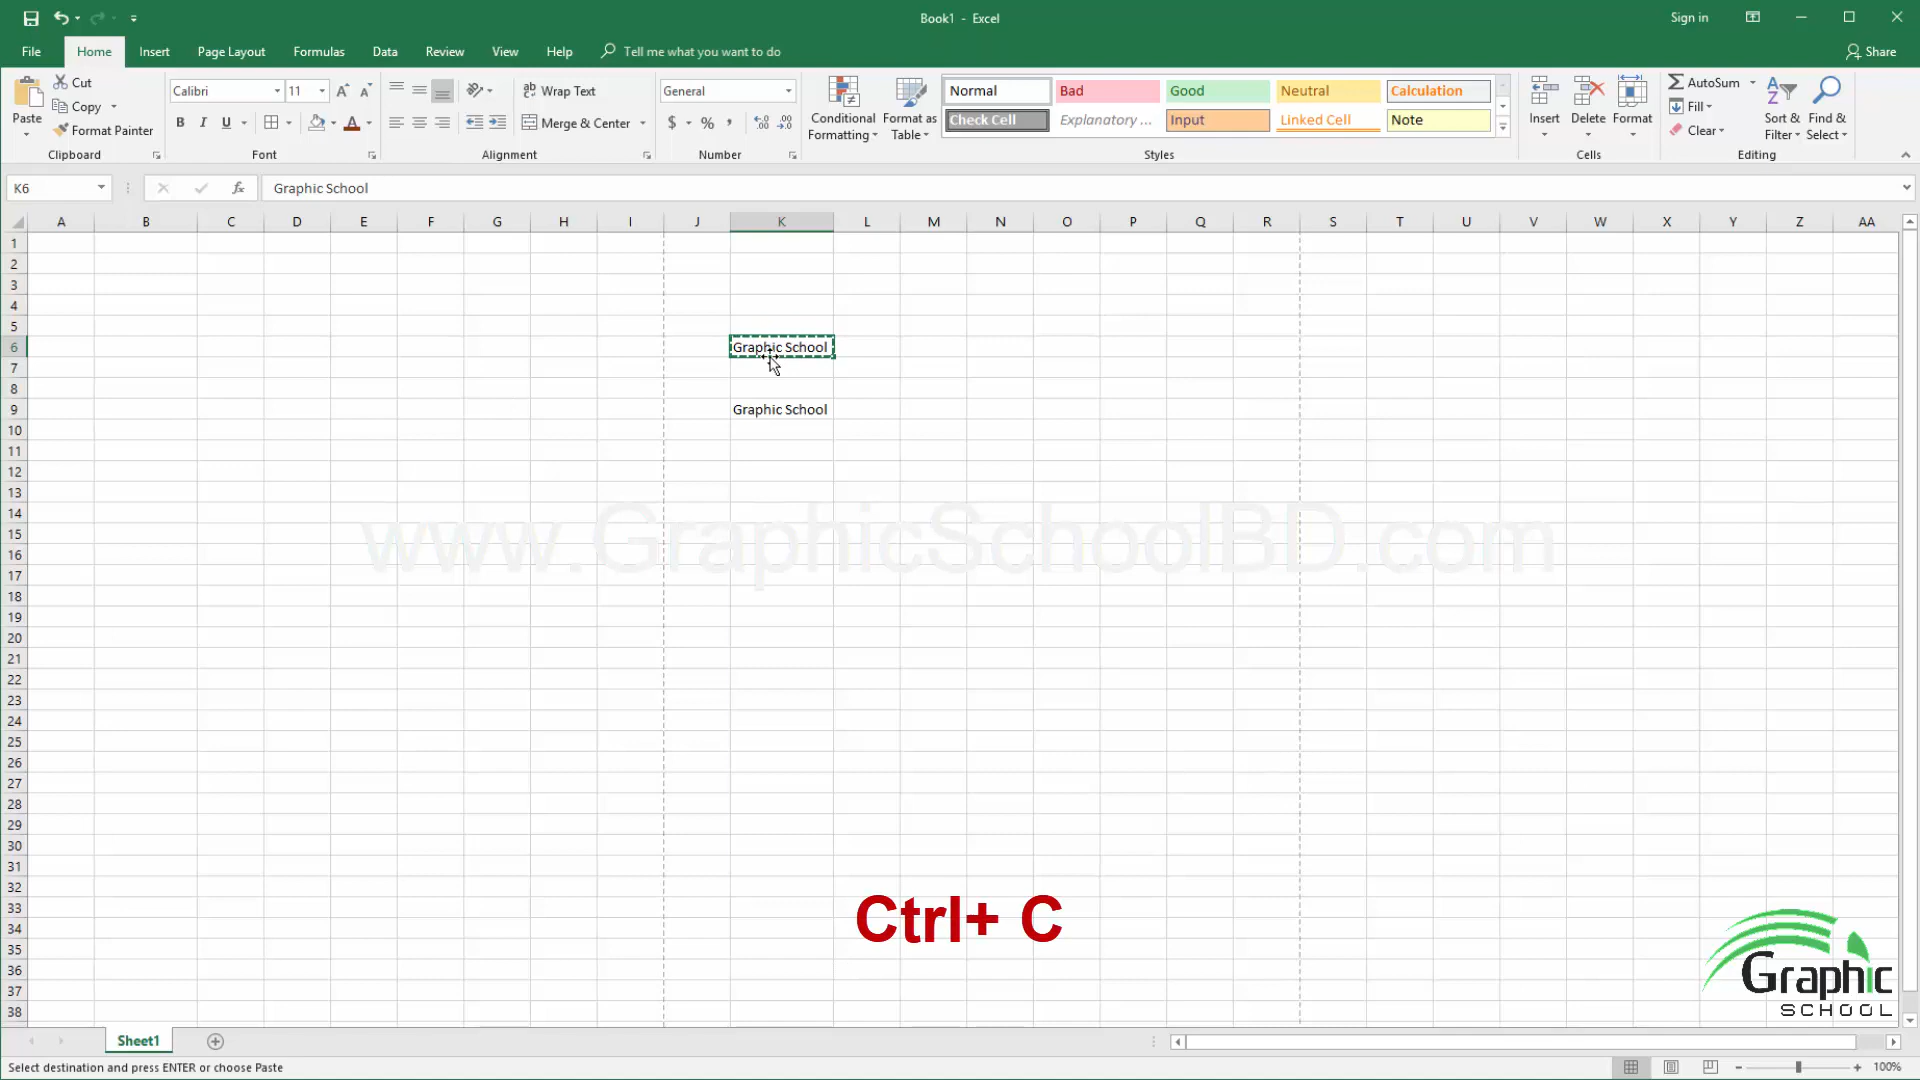 Book1 - Excel
Sign in
File Home Insert Page Layout Formulas Data Review View Help Tell me what you want to do Share
Paste
Cut
Copy
Format Painter
Clipboard
Calibri 11
B I U
Font
Wrap Text
Merge & Center
Alignment
General
$ % ,
Number
Conditional Formatting
Format as Table
Normal Bad Good Neutral Calculation
Check Cell Explanatory ... Input Linked Cell Note
Styles
Insert Delete Format
Cells
AutoSum
Fill
Clear
Sort & Filter
Find & Select
Editing
K6 fx Graphic School
A B C D E F G H I J K L M N O P Q R S T U V W X Y Z AA
1
2
3
4
5
6 Graphic School
7
8
9 Graphic School
10
11
12
13
14
15
www.GraphicSchoolBD.com
16
17
18
19
20
21
22
23
24
25
26
27
28
29
30
31
32
33
Ctrl+ C
34
35
36
37
38
Graphic
SCHOOL
Sheet1
Select destination and press ENTER or choose Paste
100%